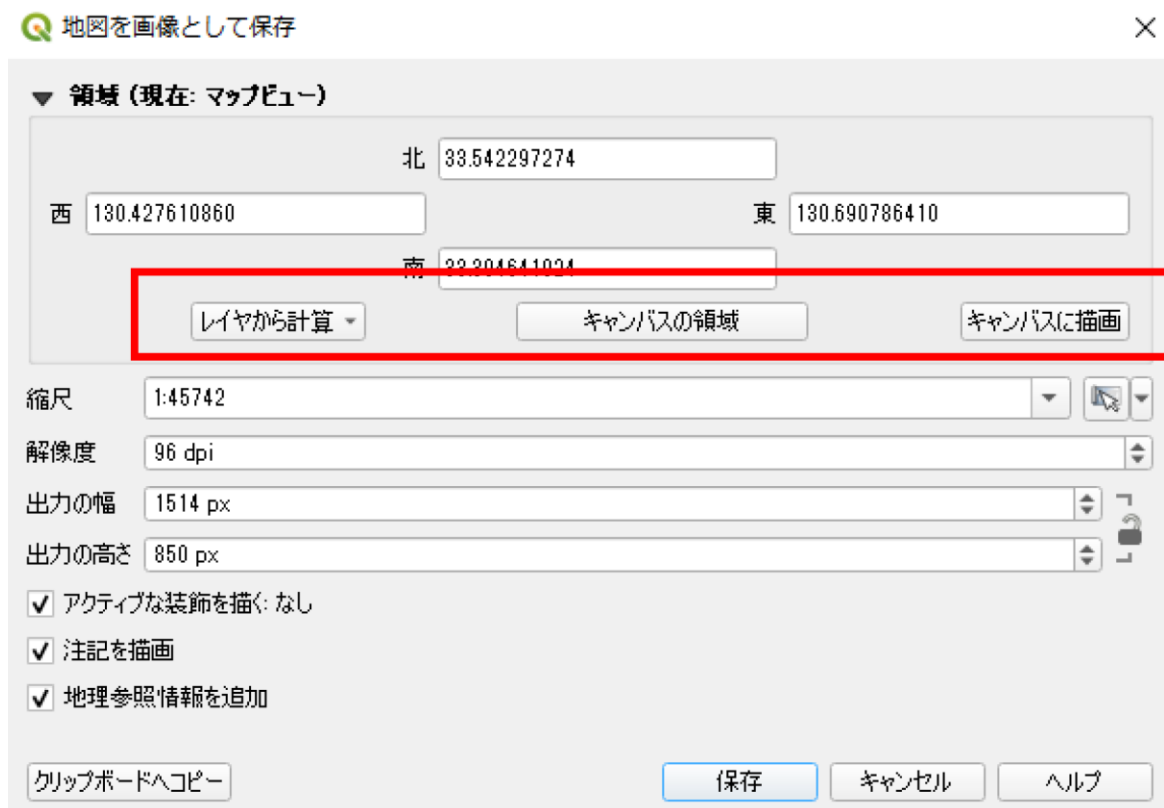 地図を画像として保存
▼ 領域 (現在: マップビュー)
北 33.542297274
西 130.427610860 東 130.690786410
南 33.304641024
レイヤから計算 キャンバスの領域 キャンバスに描画
縮尺 1:45742
解像度 96 dpi
出力の幅 1514 px
出力の高さ 850 px
アクティブな装飾を描く: なし
注記を描画
地理参照情報を追加
クリップボードへコピー 保存 キャンセル ヘルプ